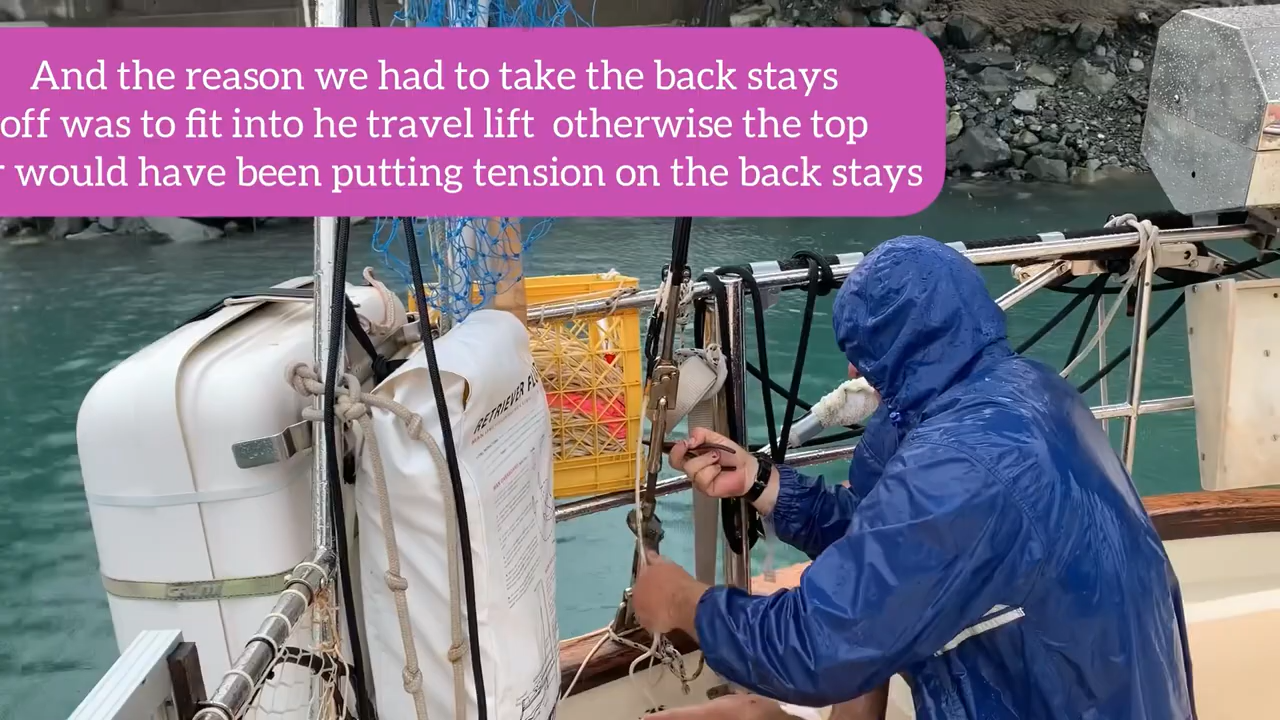 And the reason we had to take the back stays
off was to fit into he travel lift otherwise the top
would have been putting tension on the back stays
RETRIEVER